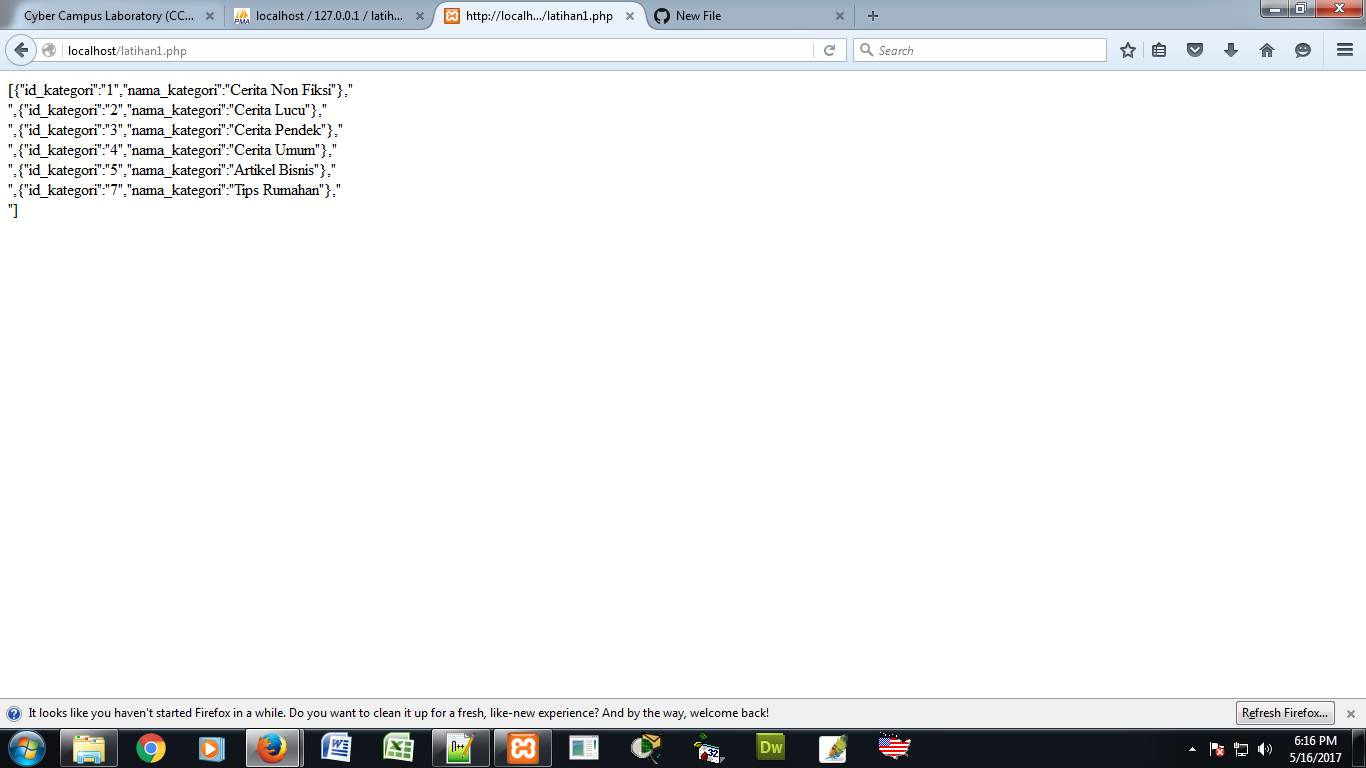 Cyber Campus Laboratory (CC...
localhost / 127.0.0.1 / latih...
http://localh.../latihan1.php
New File
localhost/latihan1.php
Search
[{"id_kategori":"1","nama_kategori":"Cerita Non Fiksi"},"
",{"id_kategori":"2","nama_kategori":"Cerita Lucu"},"
",{"id_kategori":"3","nama_kategori":"Cerita Pendek"},"
",{"id_kategori":"4","nama_kategori":"Cerita Umum"},"
",{"id_kategori":"5","nama_kategori":"Artikel Bisnis"},"
",{"id_kategori":"7","nama_kategori":"Tips Rumahan"},"
"]
It looks like you haven't started Firefox in a while. Do you want to clean it up for a fresh, like-new experience? And by the way, welcome back!
Refresh Firefox...
Dw
6:16 PM
5/16/2017